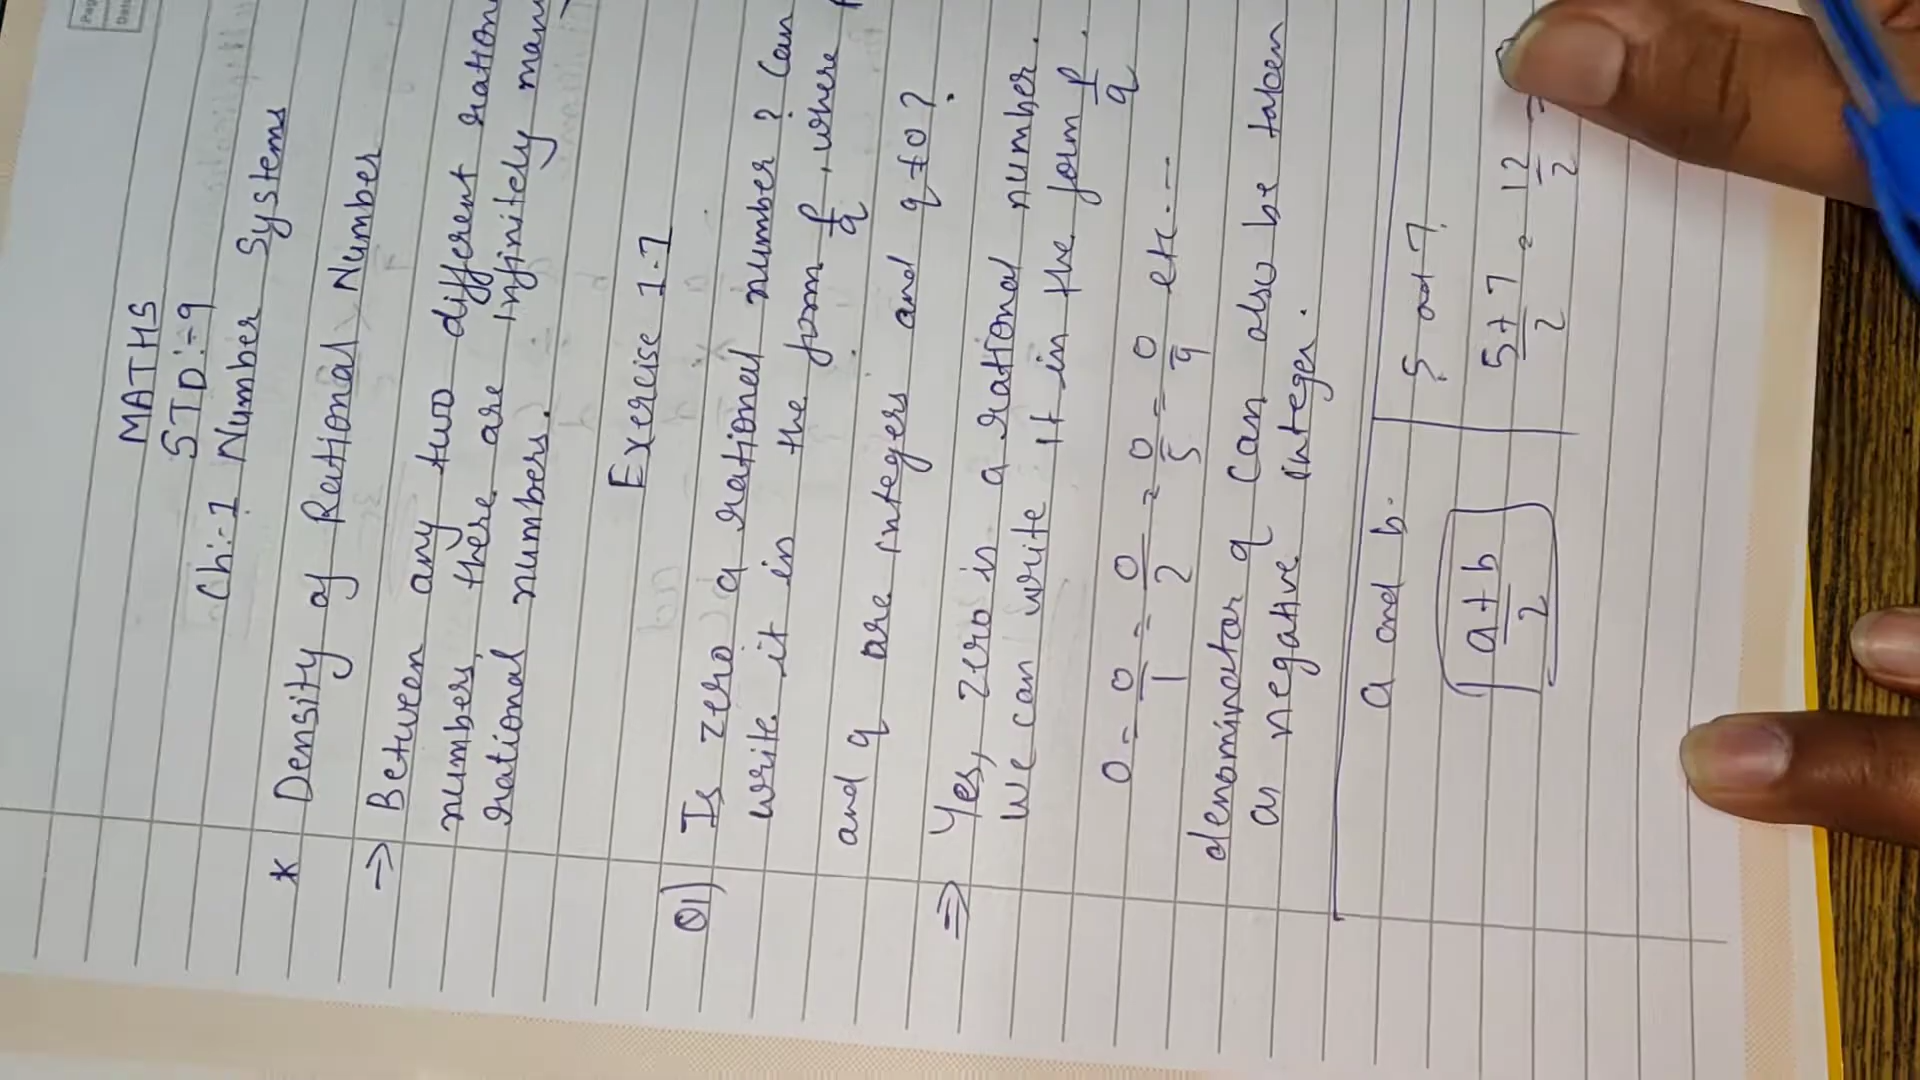 MATHS
STD:-9
Ch:-1 Number Systems
* Density of Rational Number
→ Between any two different ration
numbers, there are infinitely man
rational numbers.
Exercise 1.1
Q1) Is zero a rational number? Can
write it in the form p/q, where
and q are integers and q≠0?
⇒ Yes, zero is a rational number.
We can write it in the form p/q.
0 = 0/1 = 0/2 = 0/5 = 0/9 etc...
denominator q can also be taken
as negative integer.
a and b. 5 and 7.
a+b/2 5+7/2 = 12/2 =